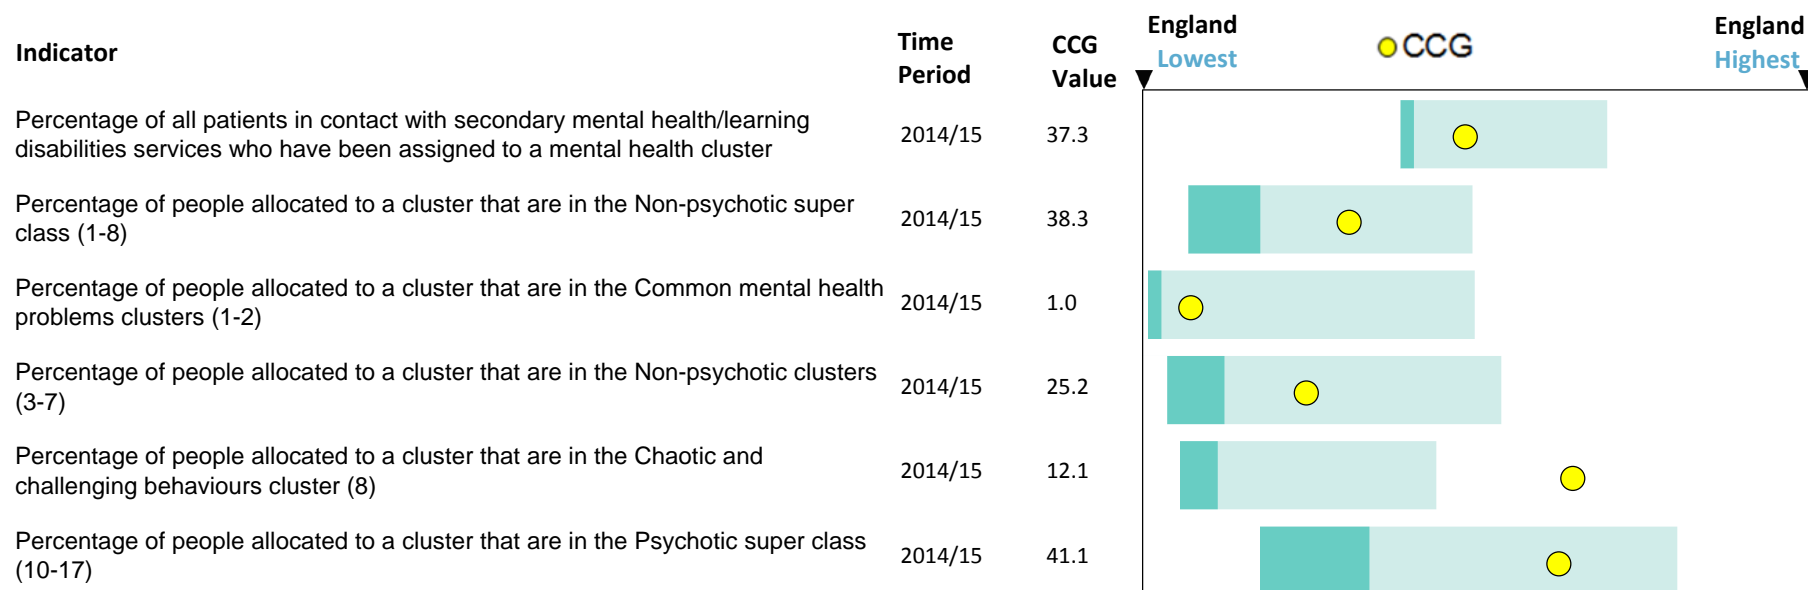 Indicator
Time Period
CCG Value
England Lowest
CCG
England Highest
Percentage of all patients in contact with secondary mental health/learning
disabilities services who have been assigned to a mental health cluster
2014/15
37.3
Percentage of people allocated to a cluster that are in the Non-psychotic super
class (1-8)
2014/15
38.3
Percentage of people allocated to a cluster that are in the Common mental health
problems clusters (1-2)
2014/15
1.0
Percentage of people allocated to a cluster that are in the Non-psychotic clusters
(3-7)
2014/15
25.2
Percentage of people allocated to a cluster that are in the Chaotic and
challenging behaviours cluster (8)
2014/15
12.1
Percentage of people allocated to a cluster that are in the Psychotic super class
(10-17)
2014/15
41.1